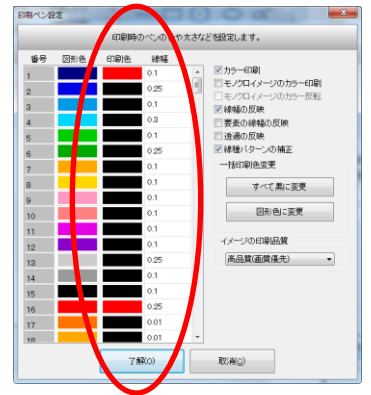 印刷ペン設定
印刷時のペンの や太さなどを設定します。
番号 図形色 印刷色 線幅
1 0.1
2 0.25
3 0.1
4 0.3
5 0.1
6 0.25
7 0.1
8 0.1
9 0.1
10 0.1
11 0.1
12 0.1
13 0.25
14 0.1
15 0.1
16 0.25
17 0.01
18 0.01
カラー印刷
モノクロイメージのカラー印刷
モノクロイメージのカラー反転
線幅の反映
要素の線幅の反映
透過の反映
線種パターンの補正
一括印刷色変更
すべて黒に変更
図形色に変更
イメージの印刷品質
高品質(画質優先)
了解(O)
取消(C)